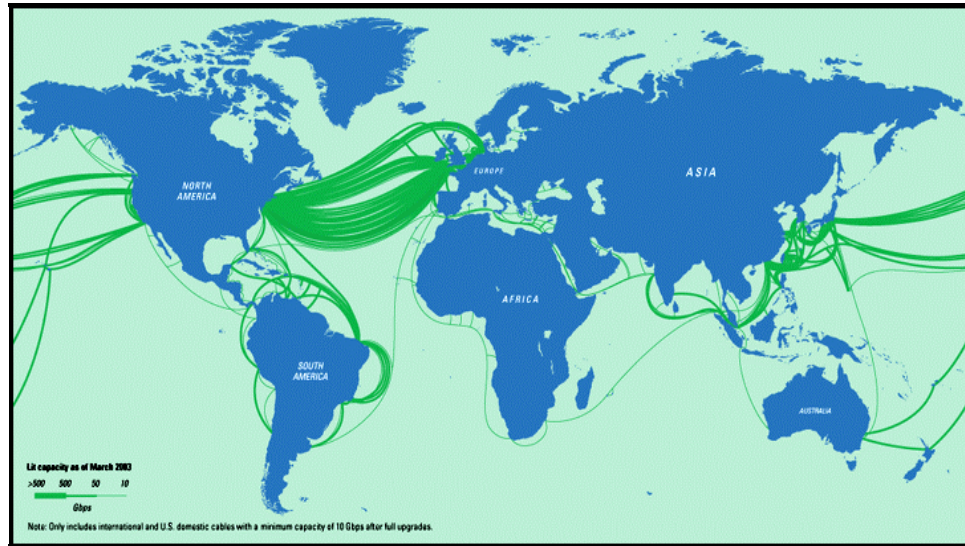 EUROPE
ASIA
NORTH
AMERICA
AFRICA
SOUTH
AMERICA
AUSTRALIA
Lit capacity as of March 2003
>500 500 50 10
Gbps
Note: Only includes international and U.S. domestic cables with a minimum capacity of 10 Gbps after full upgrades.